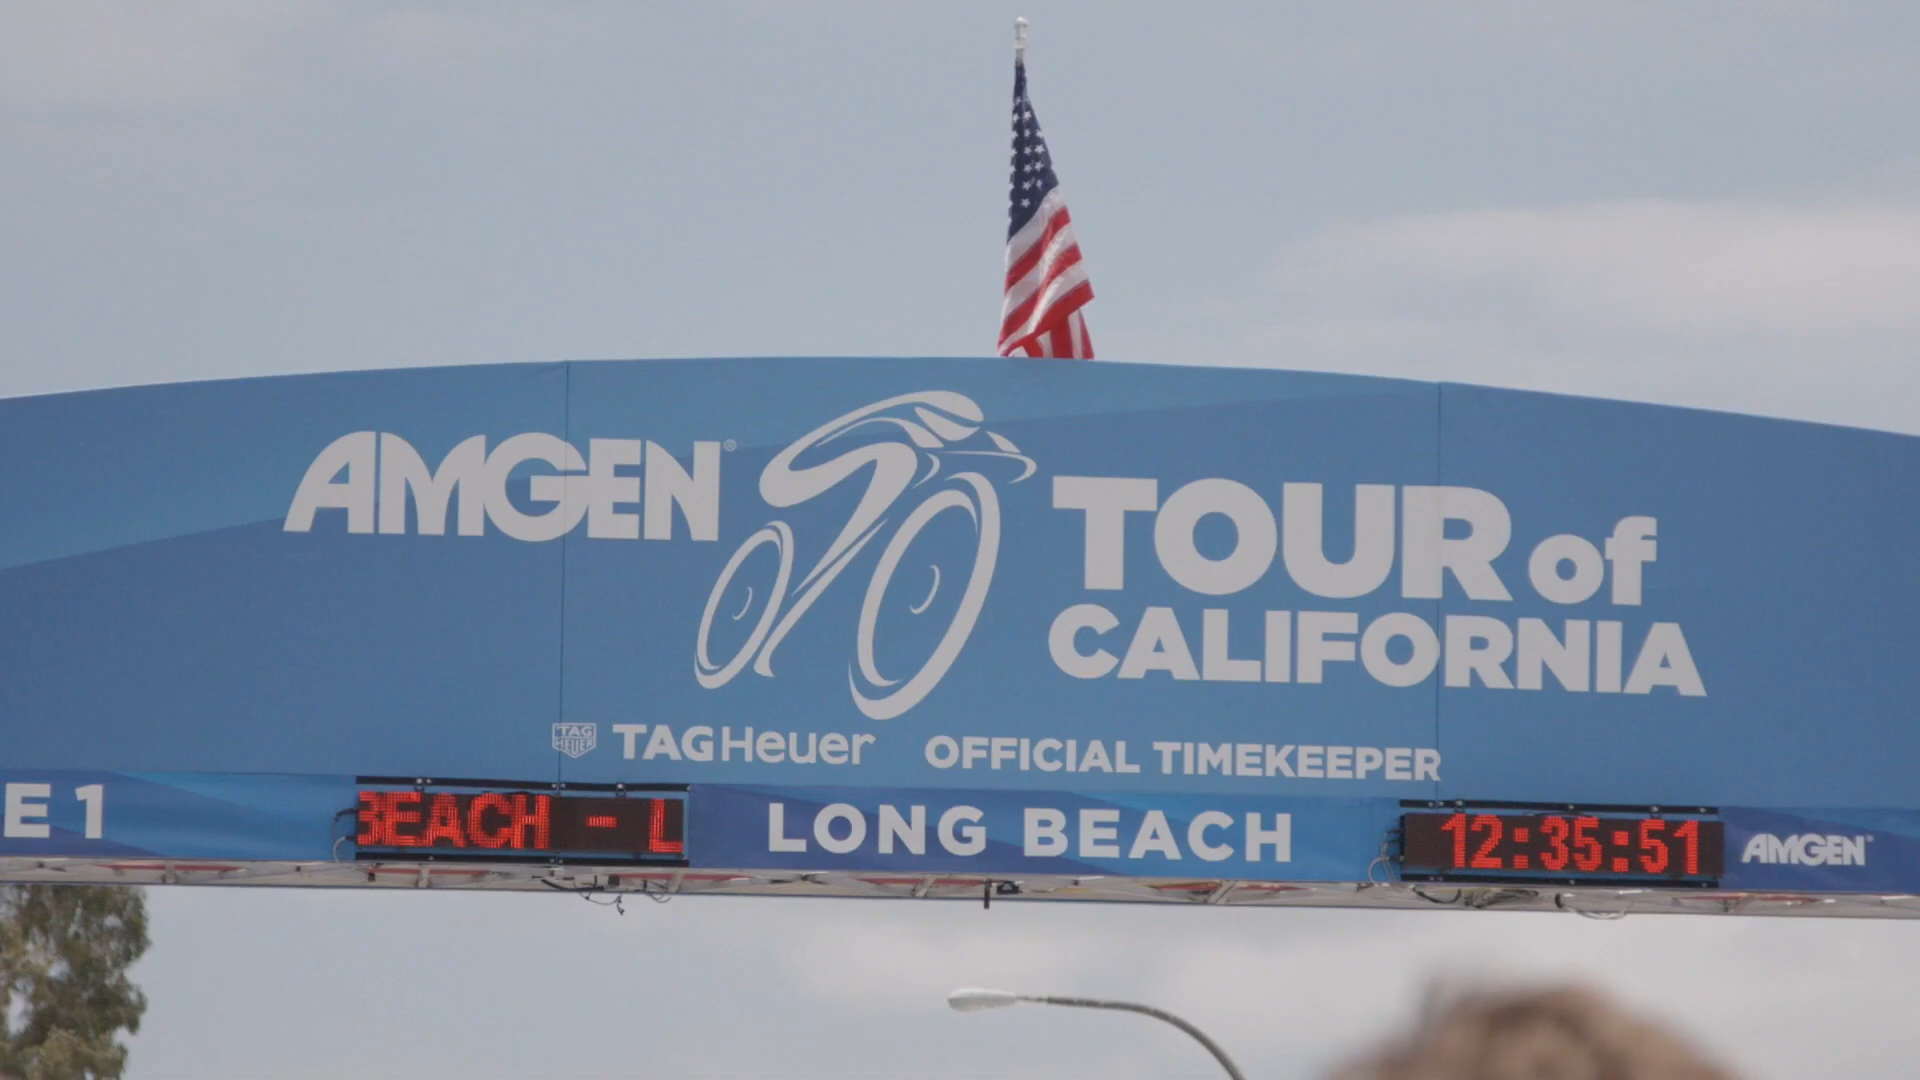 AMGEN®
TOUR of
CALIFORNIA
TAG
HEUER
TAGHeuer OFFICIAL TIMEKEEPER
E 1
BEACH - L
LONG BEACH
12:35:51
AMGEN®